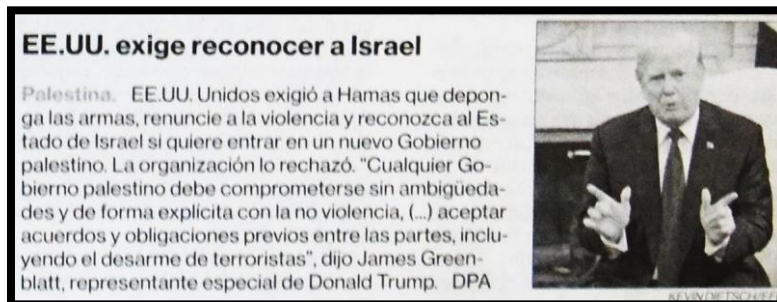 EE.UU. exige reconocer a Israel
Palestina. EE.UU. Unidos exigió a Hamas que depon-
ga las armas, renuncie a la violencia y reconozca al Es-
tado de Israel si quiere entrar en un nuevo Gobierno
palestino. La organización lo rechazó. "Cualquier Go-
bierno palestino debe comprometerse sin ambigüeda-
des y de forma explícita con la no violencia, (...) aceptar
acuerdos y obligaciones previos entre las partes, inclu-
yendo el desarme de terroristas", dijo James Green-
blatt, representante especial de Donald Trump. DPA
KEVIN DIETSCH/EF